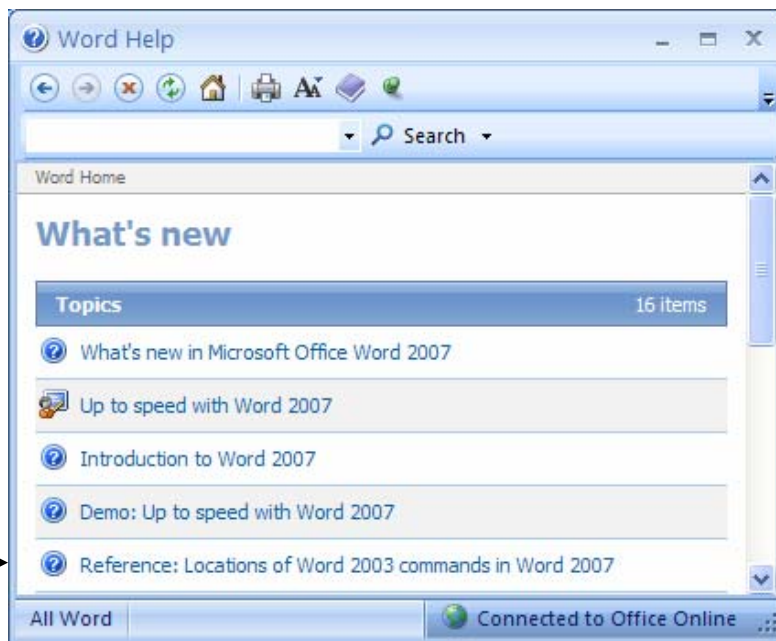 Word Help
Search
Word Home
What's new
Topics 16 items
What's new in Microsoft Office Word 2007
Up to speed with Word 2007
Introduction to Word 2007
Demo: Up to speed with Word 2007
Reference: Locations of Word 2003 commands in Word 2007
All Word Connected to Office Online